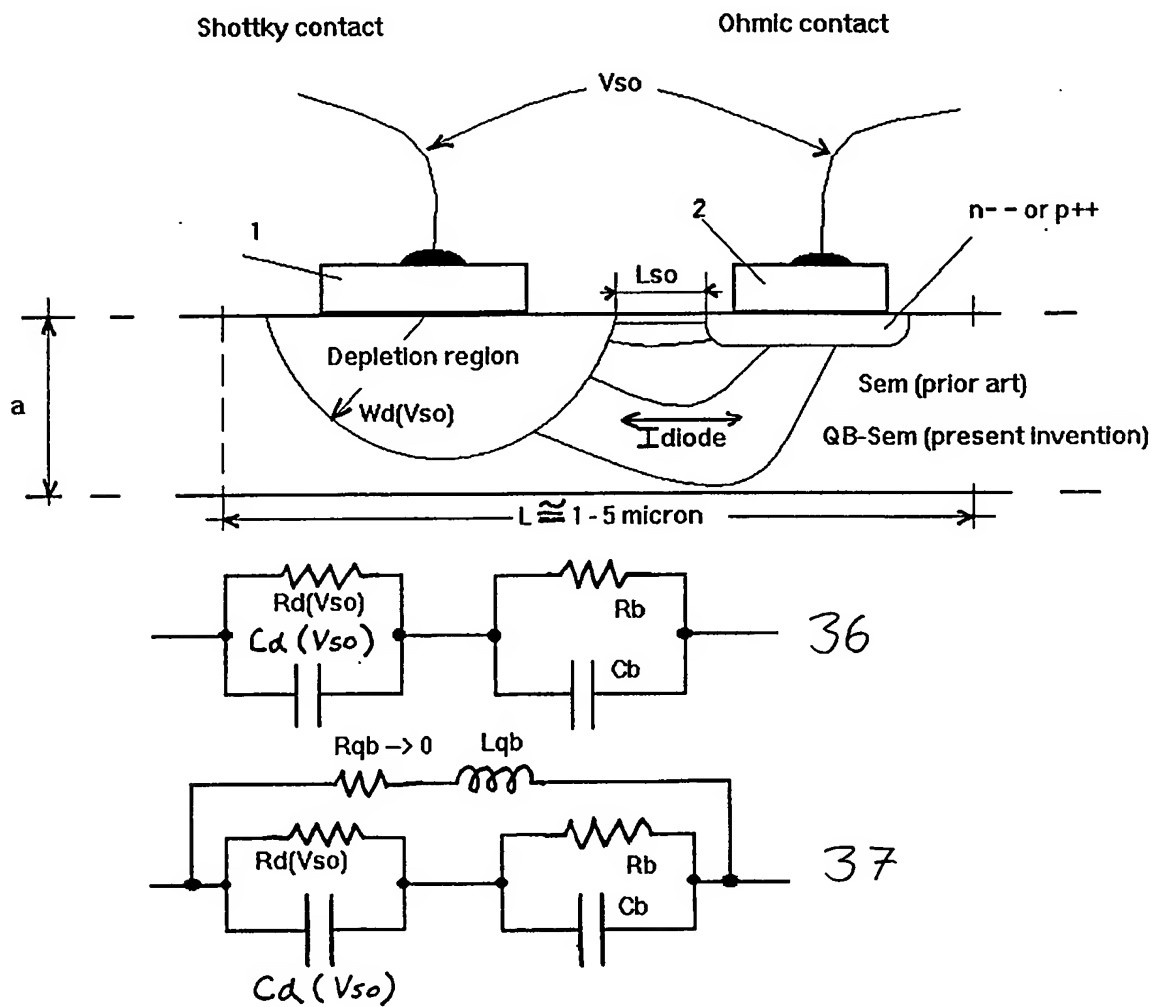 Shottky contact
Ohmic contact
Vso
1
2
n-- or p++
Lso
Depletion region
Wd(Vso)
a
Sem (prior art)
I diode
QB-Sem (present invention)
L ≅ 1 - 5 micron
Rd(Vso)
Cd (Vso)
Rb
Cb
36
Rqb –> 0
Lqb
Rd(Vso)
Rb
Cb
37
Cd (Vso)